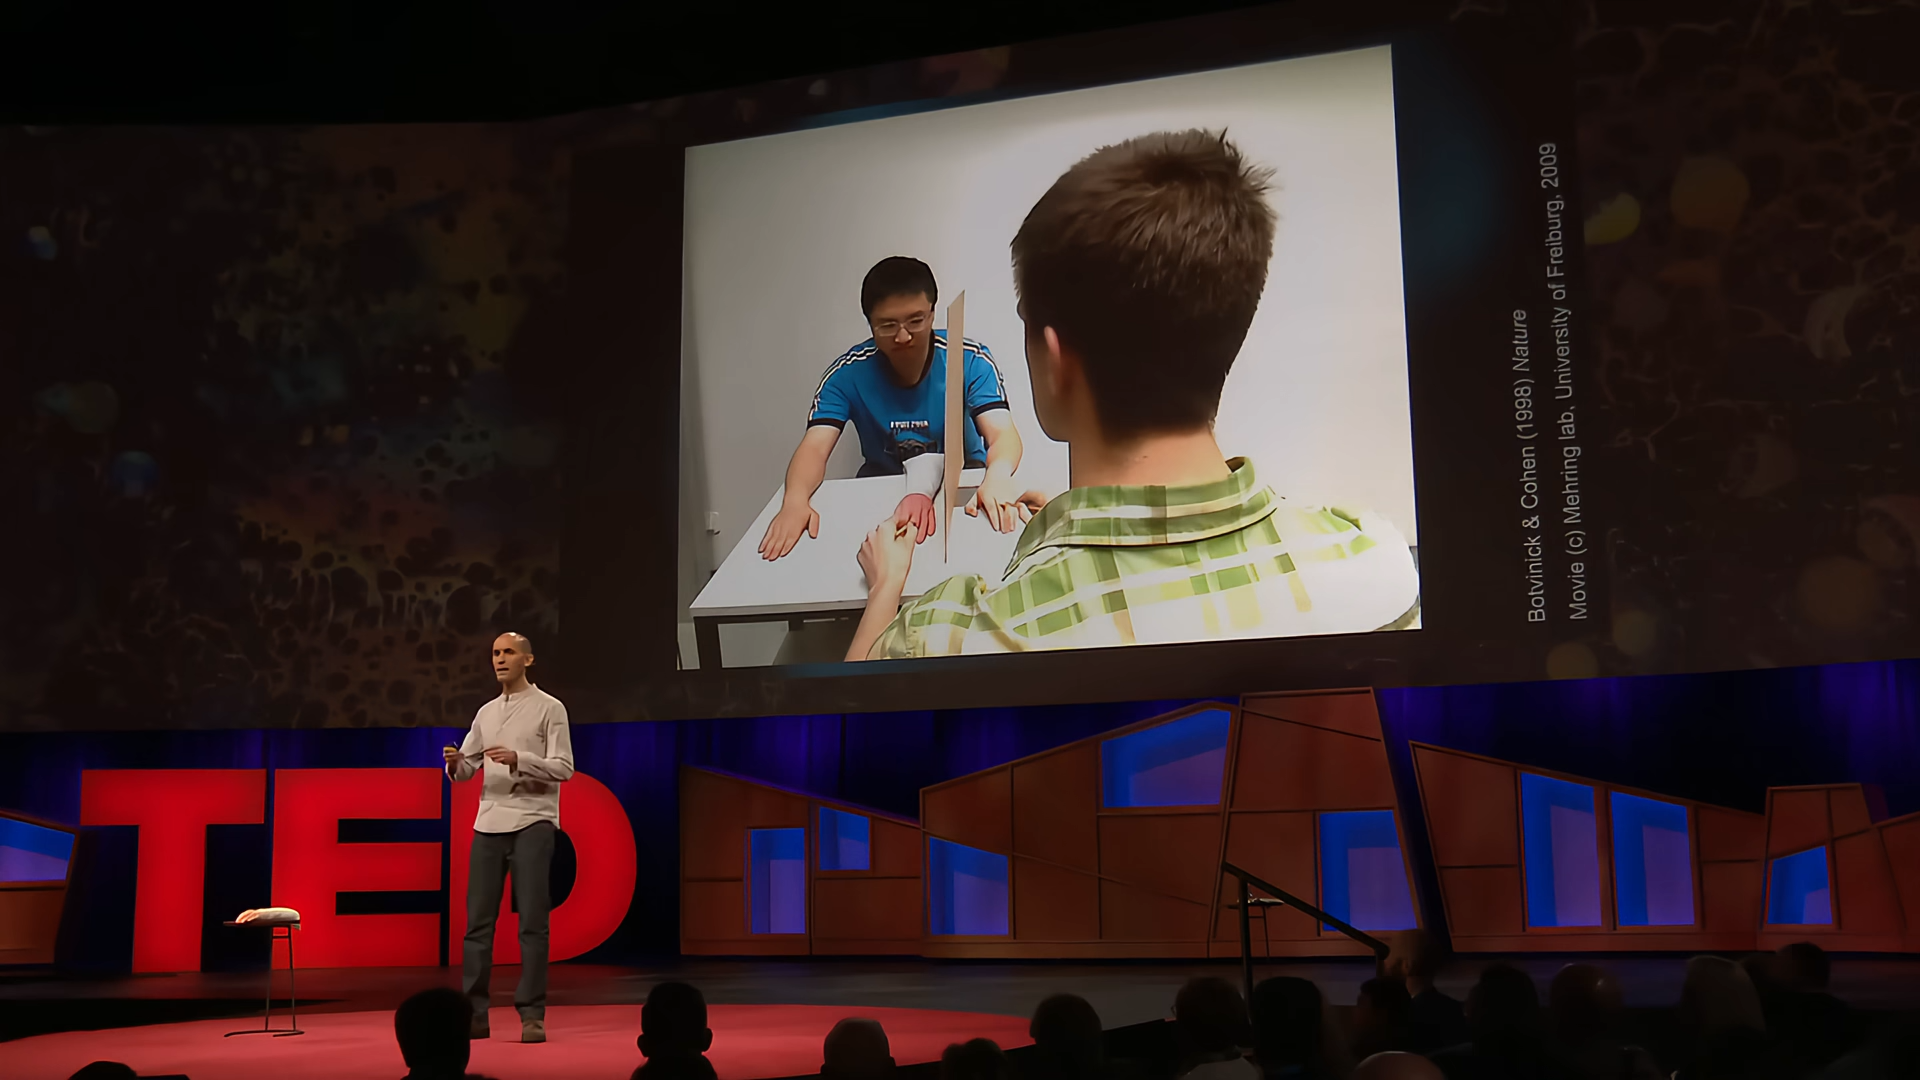 Botvinick & Cohen (1998) Nature
Movie (c) Mehring lab, University of Freiburg, 2009
TED